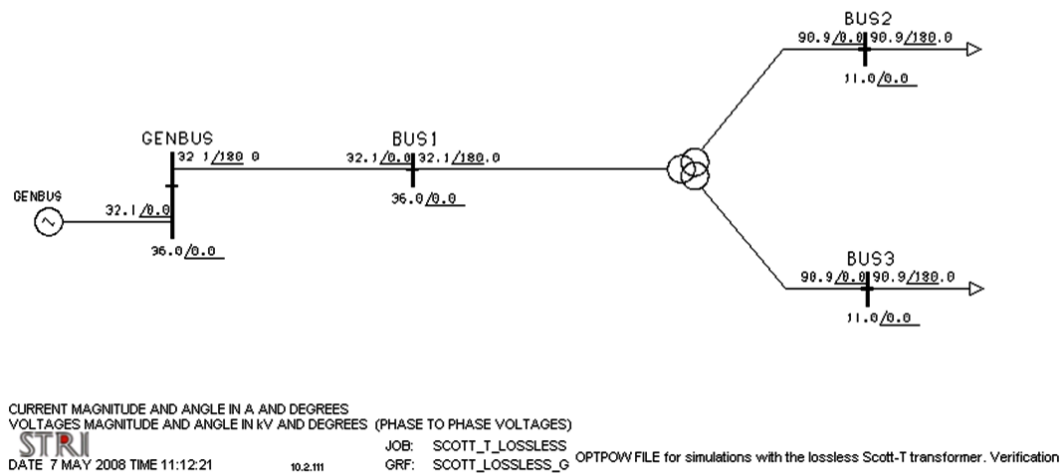 BUS2
90.9/0.0 90.9/180.0
11.0/0.0
GENBUS
32 1/180 0
BUS1
32.1/0.0 32.1/180.0
36.0/0.0
GENBUS
32.1/0.0
36.0/0.0
BUS3
90.9/0.0 90.9/180.0
11.0/0.0
CURRENT MAGNITUDE AND ANGLE IN A AND DEGREES
VOLTAGES MAGNITUDE AND ANGLE IN kV AND DEGREES (PHASE TO PHASE VOLTAGES)
STRI
JOB: SCOTT_T_LOSSLESS
DATE 7 MAY 2008 TIME 11:12:21 10.2.111 GRF: SCOTT_LOSSLESS_G OPTPOW FILE for simulations with the lossless Scott-T transformer. Verification